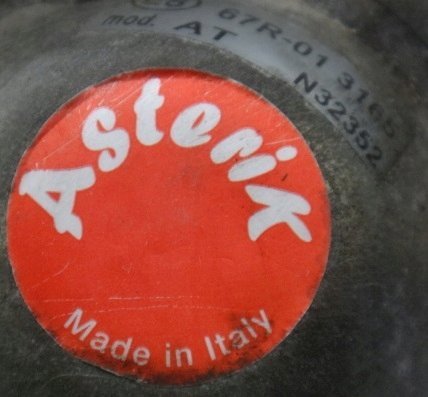 67R-01 3165
mod. AT
N32352
Asterik
Made in Italy